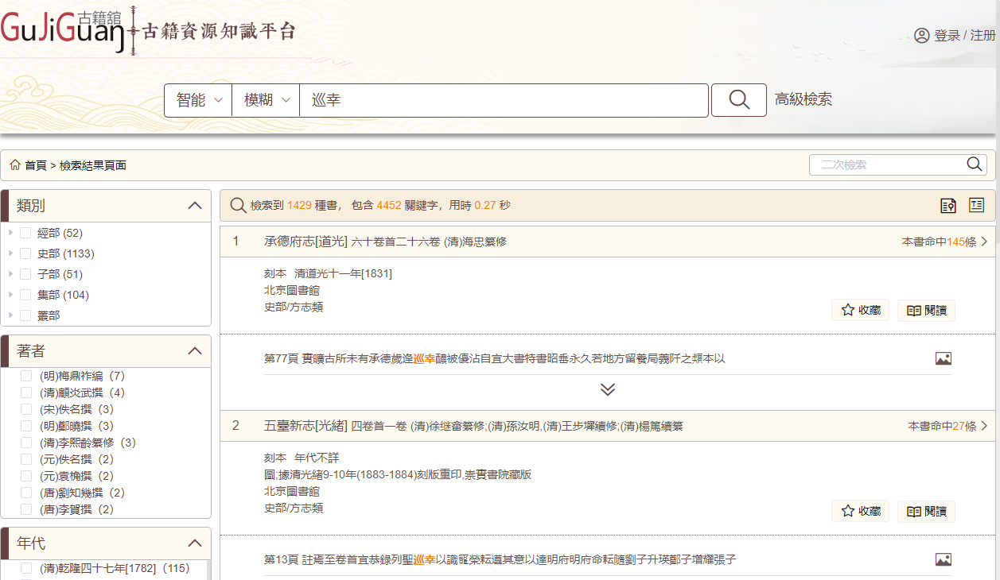 古籍館
GuJiGuan
古籍資源知識平台
登录 / 注册
智能 模糊 巡幸 高級檢索
首頁 > 檢索結果頁面
二次檢索
類別
經部 (52)
史部 (1133)
子部 (51)
集部 (104)
叢部
著者
(明)梅鼎祚編（7）
(清)顧炎武撰（4）
(宋)佚名撰（3）
(明)鄭曉撰（3）
(清)李熙齡纂修（3）
(元)佚名撰（2）
(元)袁桷撰（2）
(唐)劉知幾撰（2）
(唐)李賀撰（2）
年代
(清)乾隆四十七年[1782]（115）
檢索到 1429 種書， 包含 4452 關鍵字，用時 0.27 秒
1 承德府志[道光] 六十卷首二十六卷 (清)海忠纂修 本書命中145條
刻本 清道光十一年[1831]
北京圖書館
史部/方志類
收藏 閱讀
第77頁 實曠古所未有承德歲逢巡幸醲被優沾自宜大書特書昭垂永久若地方留養局義阡之類本以
2 五臺新志[光緒] 四卷首一卷 (清)徐继畬纂修;(清)孫汝明,(清)王步墀續修;(清)楊篤續纂 本書命中27條
刻本 年代不詳
圖;據清光緒9-10年(1883-1884)刻版重印,崇實書院藏版
北京圖書館
史部/方志類
收藏 閱讀
第13頁 註焉至卷首宜恭錄列聖巡幸以識寵榮耘遵其意以達明府明府命耘隨劉子升瑛鄭子增耀張子